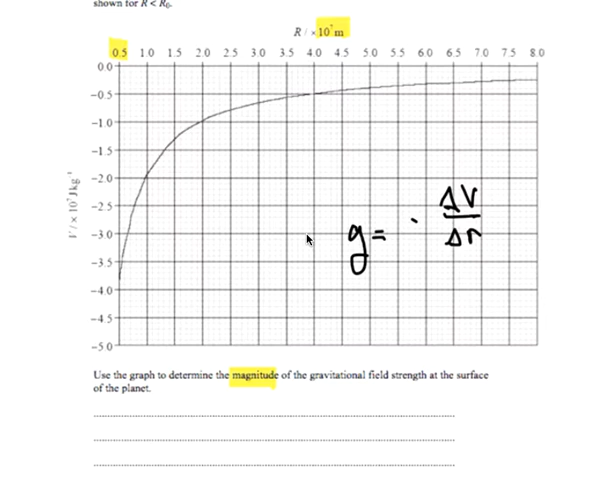 shown for R < R₀.
R / × 10⁷ m
0.5 1.0 1.5 2.0 2.5 3.0 3.5 4.0 4.5 5.0 5.5 6.0 6.5 7.0 7.5 8.0
0.0
-0.5
-1.0
-1.5
-2.0
-2.5
-3.0
-3.5
-4.0
-4.5
-5.0
V / × 10⁷ J kg⁻¹
g = - ΔV
Δr
Use the graph to determine the magnitude of the gravitational field strength at the surface
of the planet.